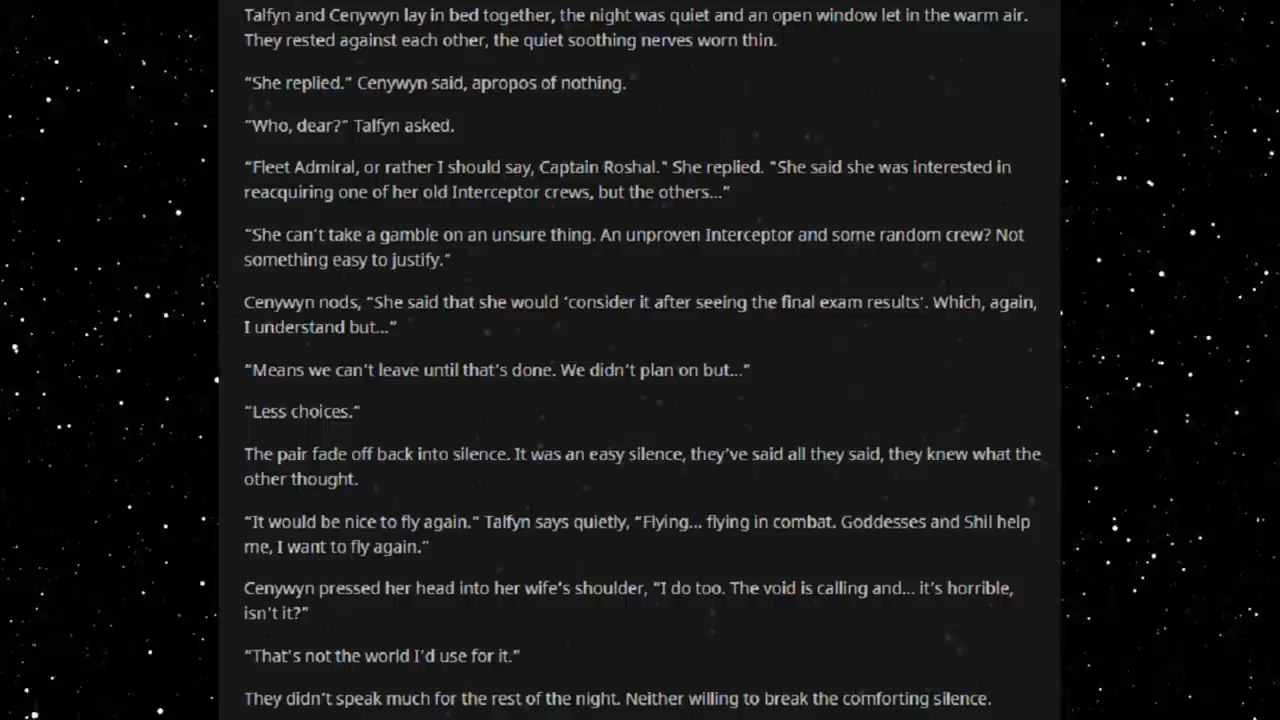 Talfyn and Cenywyn lay in bed together, the night was quiet and an open window let in the warm air.
They rested against each other, the quiet soothing nerves worn thin.
“She replied.” Cenywyn said, apropos of nothing.
“Who, dear?” Talfyn asked.
“Fleet Admiral, or rather I should say, Captain Roshal.” She replied. “She said she was interested in
reacquiring one of her old Interceptor crews, but the others…”
“She can’t take a gamble on an unsure thing. An unproven Interceptor and some random crew? Not
something easy to justify.”
Cenywyn nods, “She said that she would ‘consider it after seeing the final exam results’. Which, again,
I understand but…”
“Means we can’t leave until that’s done. We didn’t plan on but…”
“Less choices.”
The pair fade off back into silence. It was an easy silence, they’ve said all they said, they knew what the
other thought.
“It would be nice to fly again.” Talfyn says quietly, “Flying… flying in combat. Goddesses and Shil help
me, I want to fly again.”
Cenywyn pressed her head into her wife’s shoulder, “I do too. The void is calling and… it’s horrible,
isn’t it?”
“That’s not the world I’d use for it.”
They didn’t speak much for the rest of the night. Neither willing to break the comforting silence.